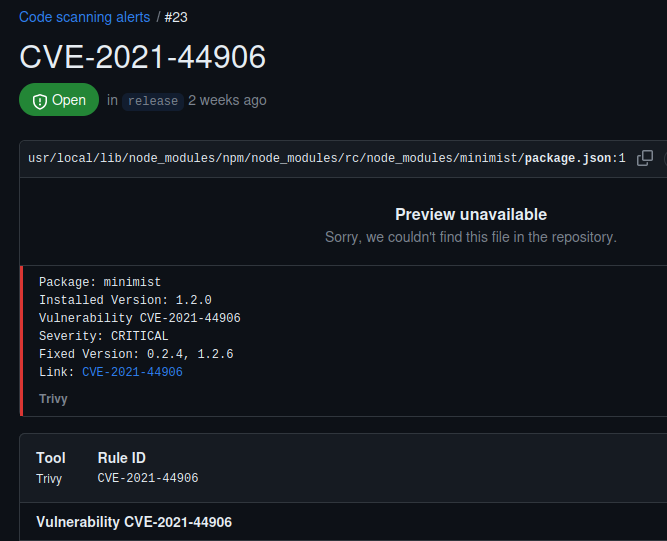 Code scanning alerts / #23
CVE-2021-44906
Open in release 2 weeks ago
usr/local/lib/node_modules/npm/node_modules/rc/node_modules/minimist/package.json:1
Preview unavailable
Sorry, we couldn't find this file in the repository.
Package: minimist
Installed Version: 1.2.0
Vulnerability CVE-2021-44906
Severity: CRITICAL
Fixed Version: 0.2.4, 1.2.6
Link: CVE-2021-44906
Trivy
Tool Rule ID
Trivy CVE-2021-44906
Vulnerability CVE-2021-44906